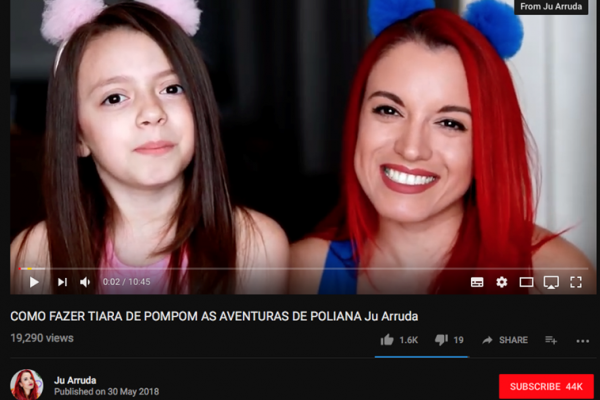 From Ju Arruda
0:02 / 10:45
COMO FAZER TIARA DE POMPOM AS AVENTURAS DE POLIANA Ju Arruda
19,290 views
1.6K 19 SHARE
Ju Arruda
Published on 30 May 2018
SUBSCRIBE 44K